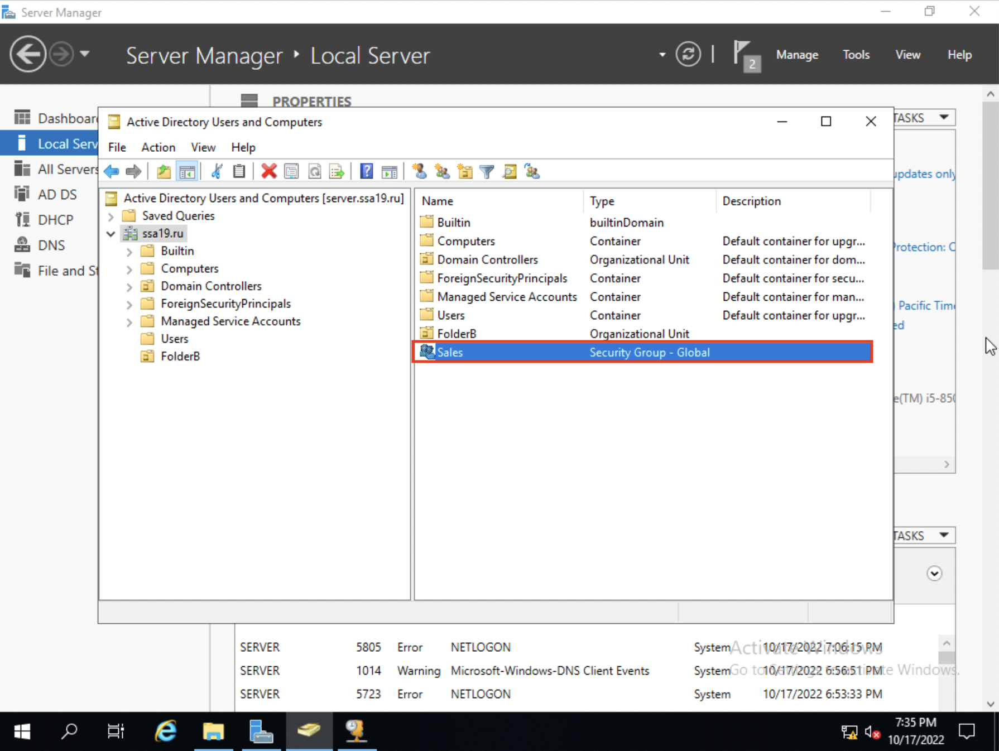 Server Manager
Server Manager ‣ Local Server
2
Manage
Tools
View
Help
PROPERTIES
TASKS
Dashboar
Local Serv
All Servers
AD DS
DHCP
DNS
File and St
Active Directory Users and Computers
File Action View Help
Active Directory Users and Computers [server.ssa19.ru]
Saved Queries
ssa19.ru
Builtin
Computers
Domain Controllers
ForeignSecurityPrincipals
Managed Service Accounts
Users
FolderB
Name Type Description
Builtin builtinDomain
Computers Container Default container for upgr...
Domain Controllers Organizational Unit Default container for dom...
ForeignSecurityPrincipals Container Default container for secu...
Managed Service Accounts Container Default container for man...
Users Container Default container for upgr...
FolderB Organizational Unit
Sales Security Group - Global
updates only
Protection: C
) Pacific Time
ed
e(TM) i5-850
TASKS
SERVER 5805 Error NETLOGON System 10/17/2022 7:06:15 PM
SERVER 1014 Warning Microsoft-Windows-DNS Client Events System 10/17/2022 6:56:51 PM
SERVER 5723 Error NETLOGON System 10/17/2022 6:53:33 PM
Activate Windows
Go to Settings to activate Windows.
7:35 PM
10/17/2022